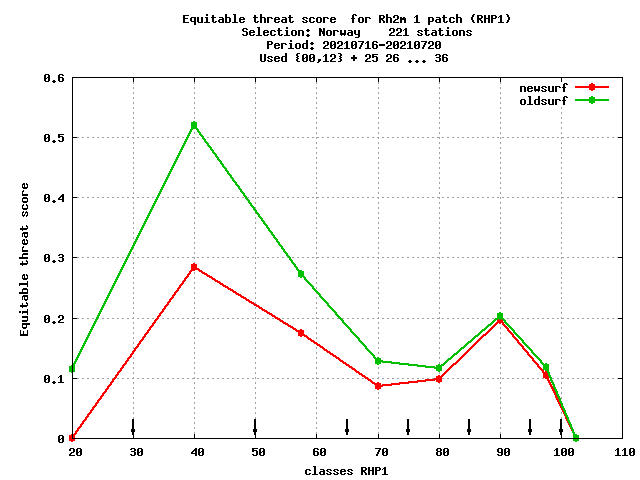 Equitable threat score  for Rh2m 1 patch (RHP1)
Selection: Norway    221 stations
Period: 20210716-20210720
Used {00,12} + 25 26 ... 36
newsurf
oldsurf
0.6
0.5
0.4
0.3
0.2
0.1
0
Equitable threat score
20 30 40 50 60 70 80 90 100 110
classes RHP1